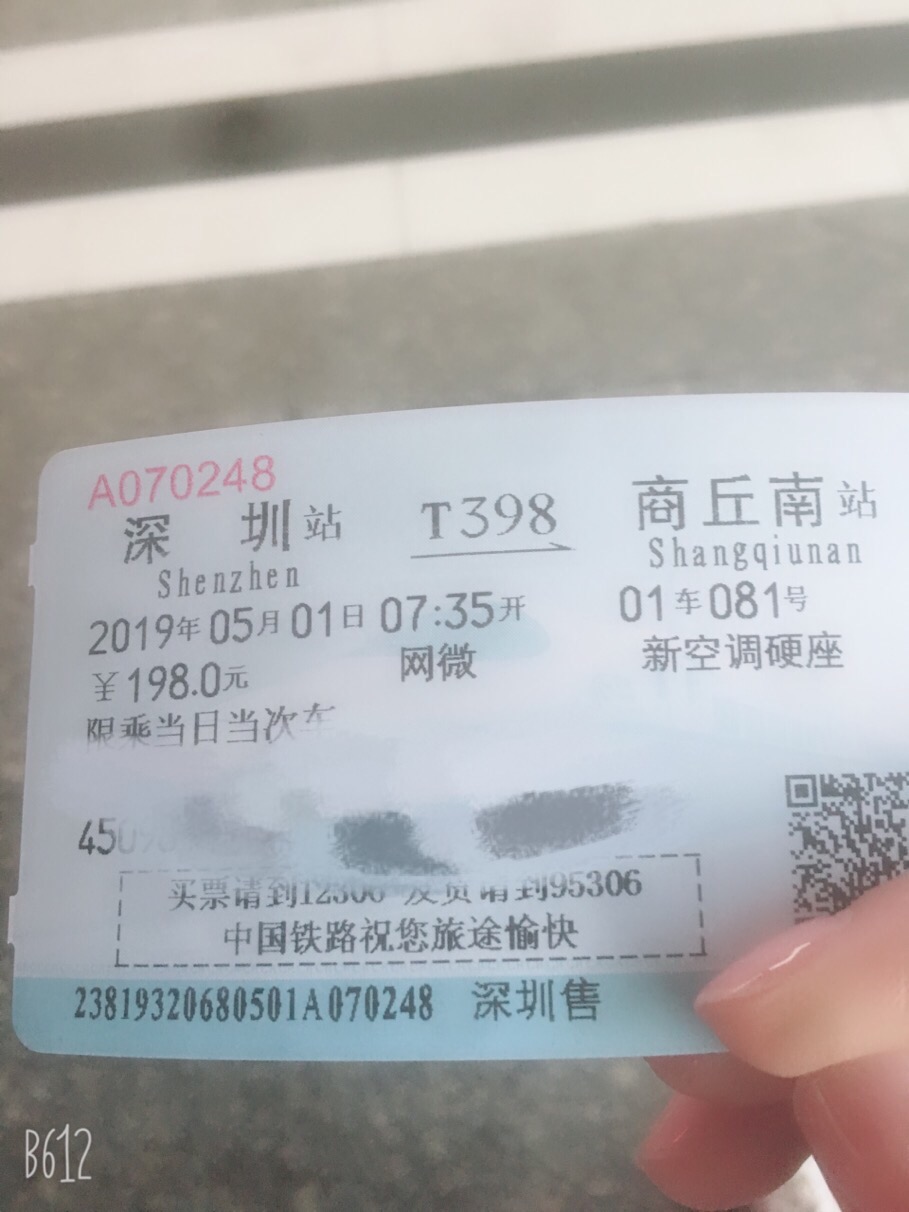 A070248
深圳站 T398 商丘南站
Shenzhen Shangqiunan
2019年05月01日 07:35开 01车081号
¥198.0元 网微 新空调硬座
限乘当日当次车
45
买票请到12306 发货请到95306
中国铁路祝您旅途愉快
23819320680501A070248 深圳售
B612